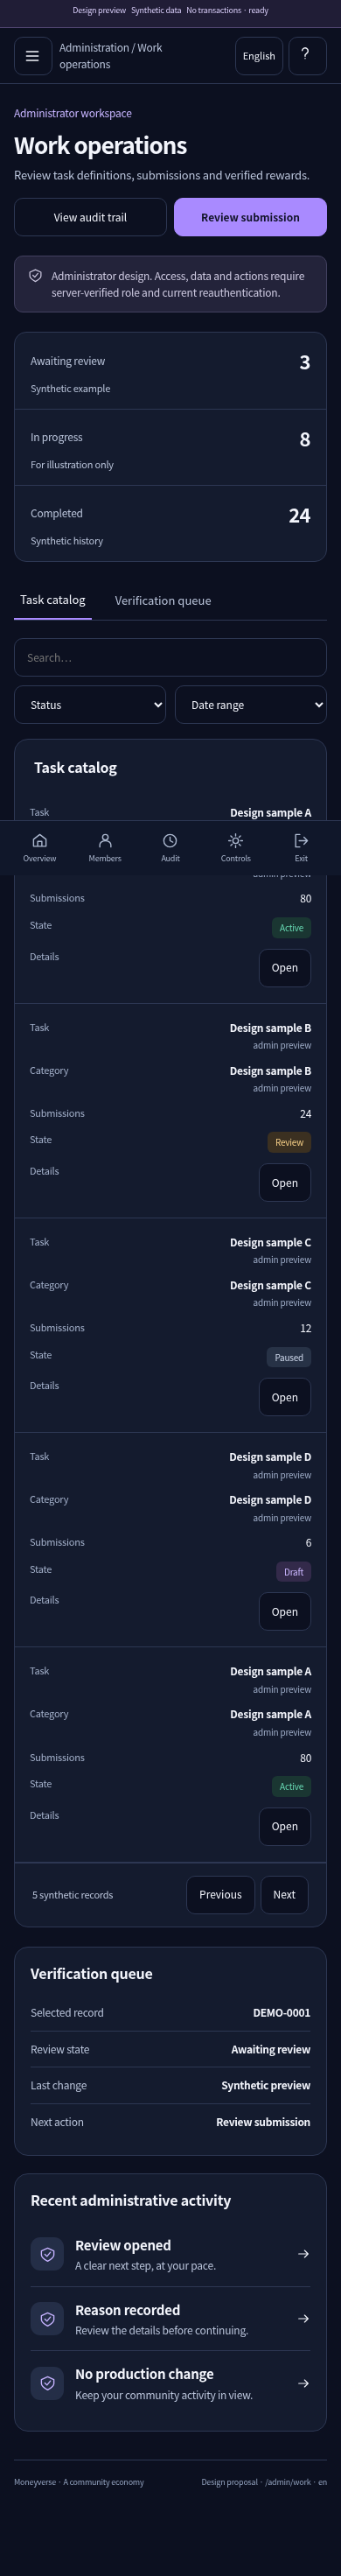 Design preview Synthetic data No transactions · ready
Administration / Work operations
English
?
Administrator workspace
Work operations
Review task definitions, submissions and verified rewards.
View audit trail
Review submission
Administrator design. Access, data and actions require
server-verified role and current reauthentication.
Awaiting review 3
Synthetic example
In progress 8
For illustration only
Completed 24
Synthetic history
Task catalog Verification queue
Search...
Status Date range
Task catalog
Task Design sample A
Overview Members Audit Controls Exit
Submissions 80
State Active
Details Open
Task Design sample B
admin preview
Category Design sample B
admin preview
Submissions 24
State Review
Details Open
Task Design sample C
admin preview
Category Design sample C
admin preview
Submissions 12
State Paused
Details Open
Task Design sample D
admin preview
Category Design sample D
admin preview
Submissions 6
State Draft
Details Open
Task Design sample A
admin preview
Category Design sample A
admin preview
Submissions 80
State Active
Details Open
5 synthetic records Previous Next
Verification queue
Selected record DEMO-0001
Review state Awaiting review
Last change Synthetic preview
Next action Review submission
Recent administrative activity
Review opened
A clear next step, at your pace.
Reason recorded
Review the details before continuing.
No production change
Keep your community activity in view.
Moneyverse · A community economy Design proposal · /admin/work · en